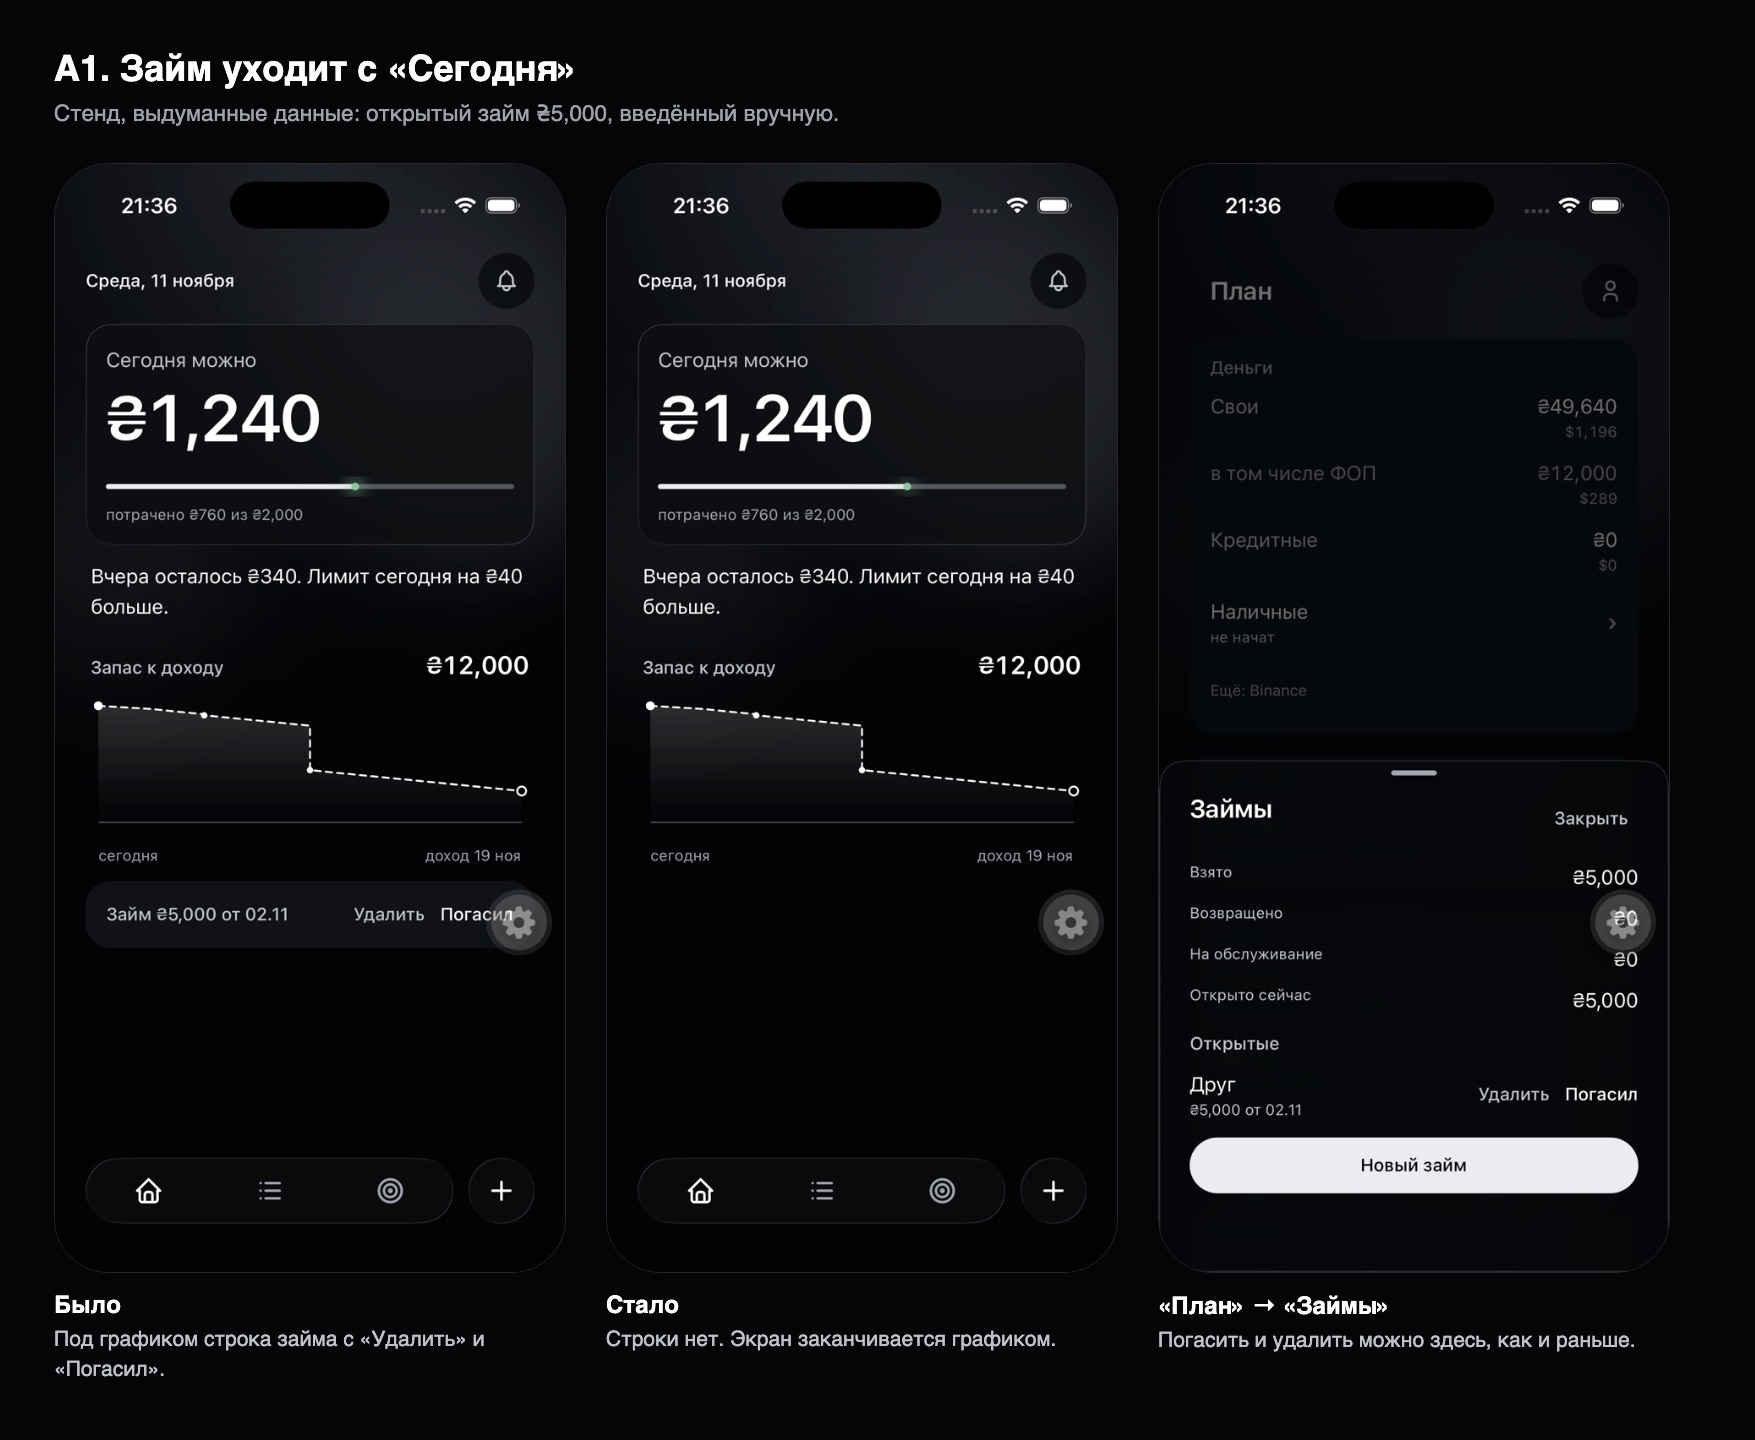 А1. Займ уходит с «Сегодня»
Стенд, выдуманные данные: открытый займ ₴5,000, введённый вручную.
21:36
Среда, 11 ноября
Сегодня можно
₴1,240
потрачено ₴760 из ₴2,000
Вчера осталось ₴340. Лимит сегодня на ₴40
больше.
Запас к доходу ₴12,000
сегодня доход 19 ноя
Займ ₴5,000 от 02.11 Удалить Погасил
Было
Под графиком строка займа с «Удалить» и
«Погасил».
21:36
Среда, 11 ноября
Сегодня можно
₴1,240
потрачено ₴760 из ₴2,000
Вчера осталось ₴340. Лимит сегодня на ₴40
больше.
Запас к доходу ₴12,000
сегодня доход 19 ноя
Стало
Строки нет. Экран заканчивается графиком.
21:36
План
Деньги
Свои ₴49,640
$1,196
в том числе ФОП ₴12,000
$289
Кредитные ₴0
$0
Наличные
не начат
Ещё: Binance
Займы
Закрыть
Взято ₴5,000
Возвращено ₴0
На обслуживание ₴0
Открыто сейчас ₴5,000
Открытые
Друг
₴5,000 от 02.11
Удалить Погасил
Новый займ
«План» → «Займы»
Погасить и удалить можно здесь, как и раньше.